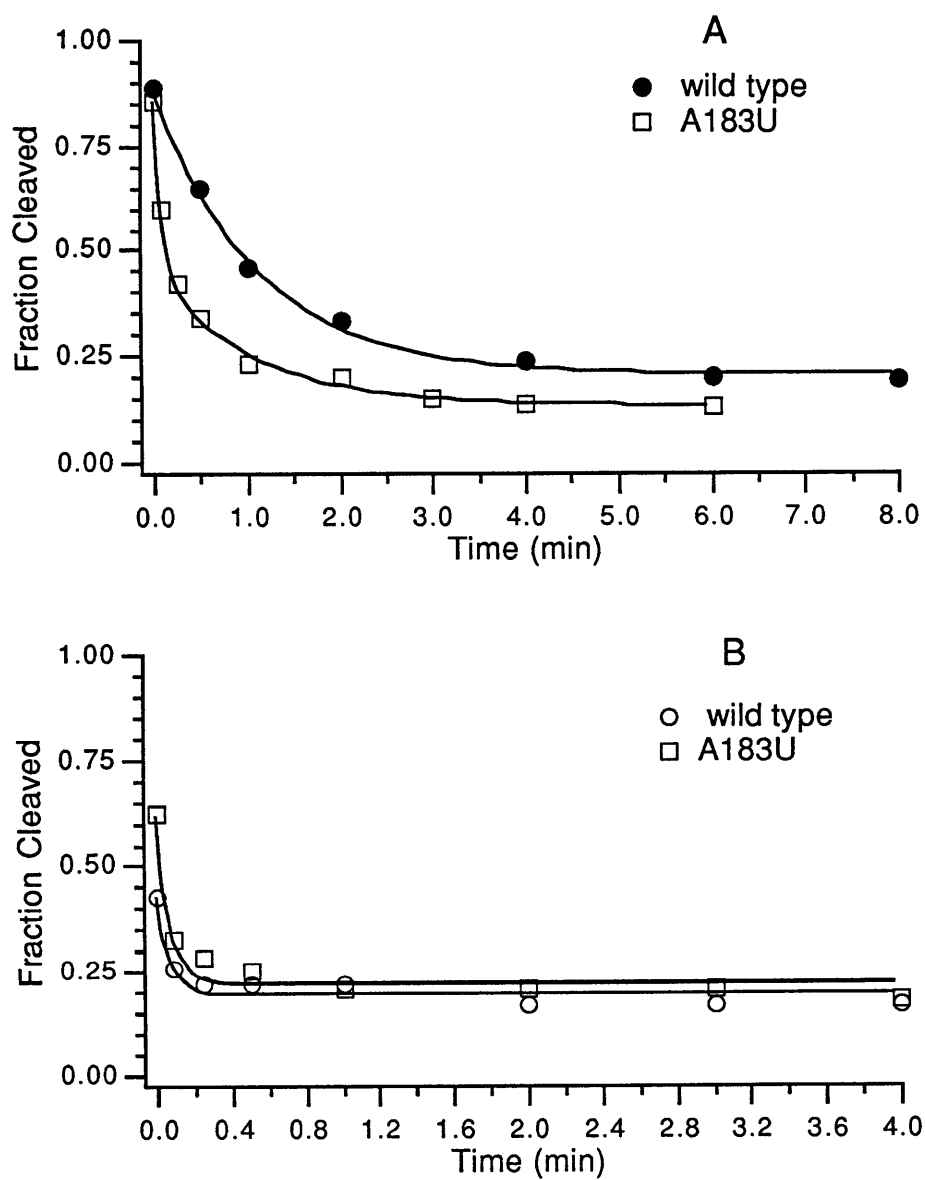 A
wild type
A183U
Fraction Cleaved
1.00
0.75
0.50
0.25
0.00
0.0 1.0 2.0 3.0 4.0 5.0 6.0 7.0 8.0
Time (min)
B
wild type
A183U
Fraction Cleaved
1.00
0.75
0.50
0.25
0.00
0.0 0.4 0.8 1.2 1.6 2.0 2.4 2.8 3.2 3.6 4.0
Time (min)